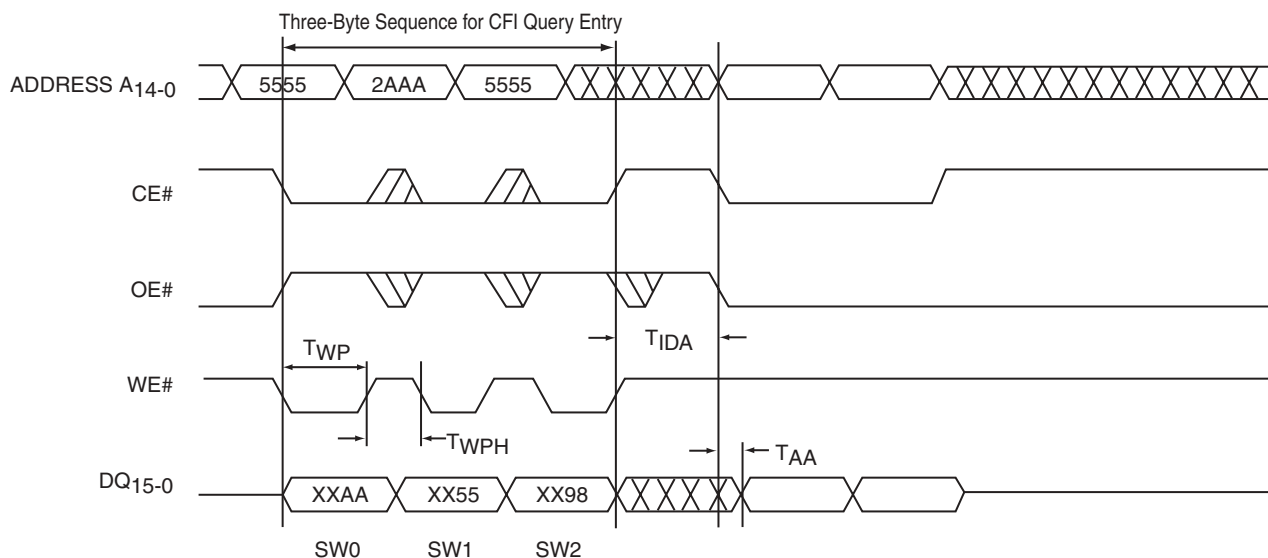 Three-Byte Sequence for CFI Query Entry
ADDRESS A14-0
5555
2AAA
5555
CE#
OE#
TIDA
TWP
WE#
TWPH
TAA
DQ15-0
XXAA
XX55
XX98
SW0
SW1
SW2